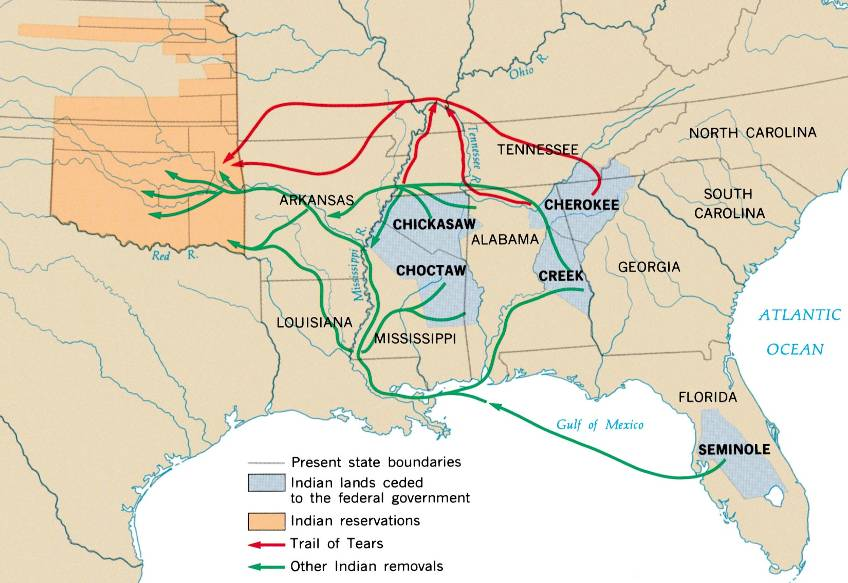 Ohio R.
Tennessee R.
TENNESSEE
NORTH CAROLINA
SOUTH
CAROLINA
ARKANSAS
CHEROKEE
CHICKASAW
ALABAMA
Mississippi R.
CHOCTAW
CREEK
GEORGIA
Red R.
LOUISIANA
MISSISSIPPI
ATLANTIC
OCEAN
FLORIDA
Gulf of Mexico
SEMINOLE
Present state boundaries
Indian lands ceded
to the federal government
Indian reservations
Trail of Tears
Other Indian removals